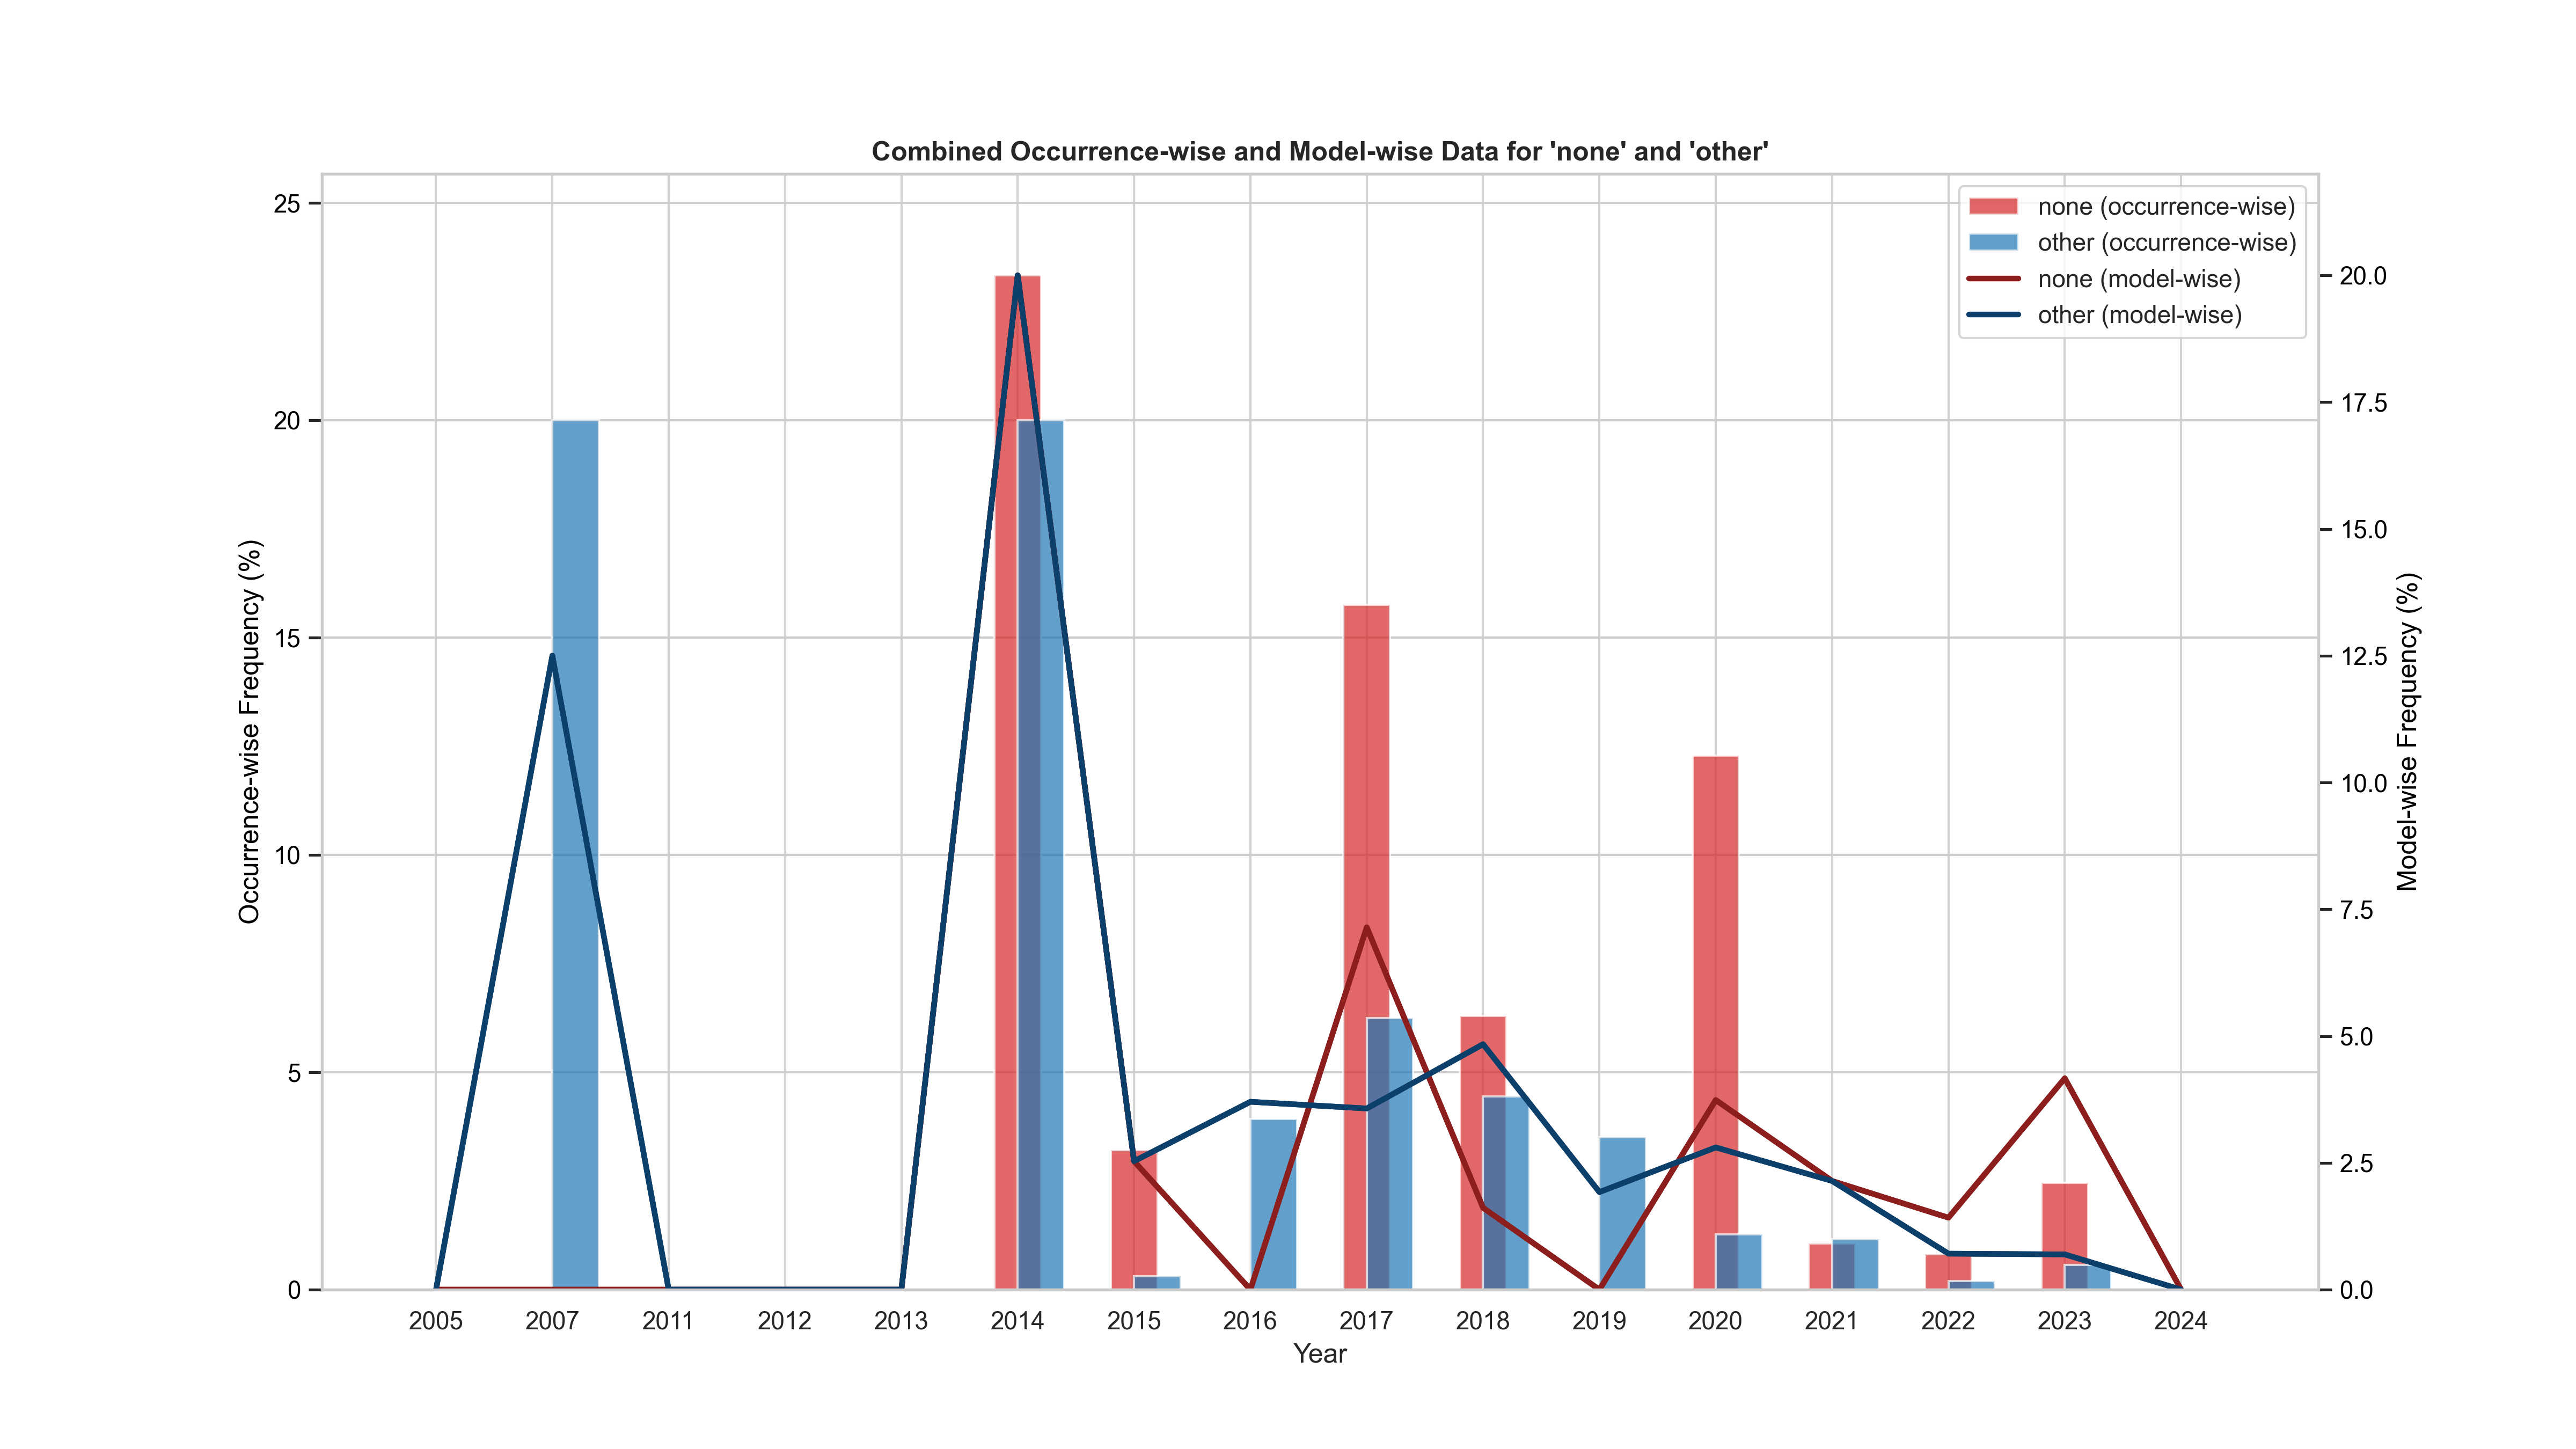 Combined Occurrence-wise and Model-wise Data for 'none' and 'other'
none (occurrence-wise)
other (occurrence-wise)
none (model-wise)
other (model-wise)
Occurrence-wise Frequency (%)
25
20
15
10
5
0
Model-wise Frequency (%)
20.0
17.5
15.0
12.5
10.0
7.5
5.0
2.5
0.0
2005 2007 2011 2012 2013 2014 2015 2016 2017 2018 2019 2020 2021 2022 2023 2024
Year